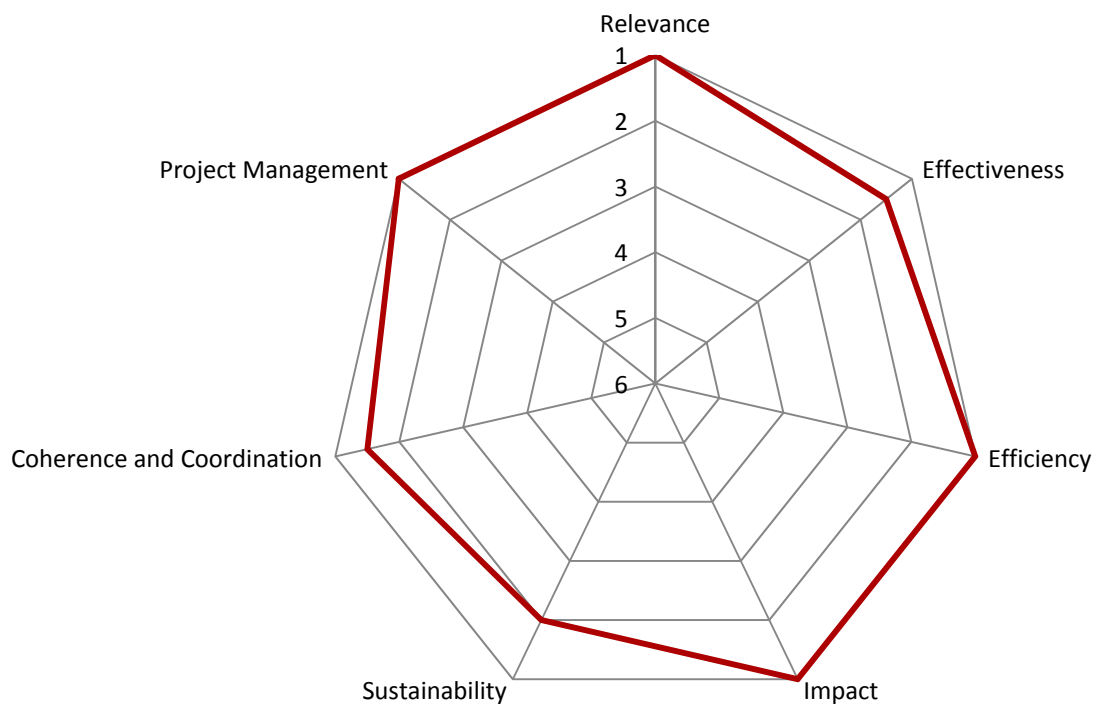 Relevance
1
2
3
4
5
6
Effectiveness
Efficiency
Impact
Sustainability
Coherence and Coordination
Project Management